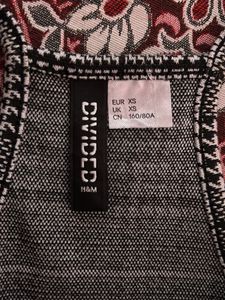 DIVIDED
H&M
EUR XS
UK XS
CN 160/80A